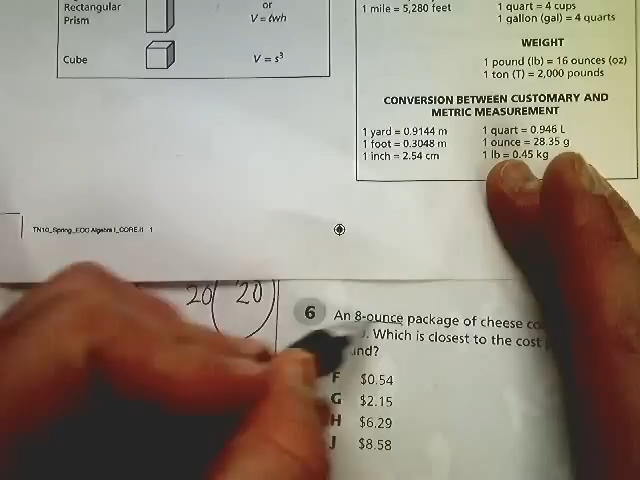 Rectangular
Prism
or
V = ℓwh
Cube
V = s³
1 mile = 5,280 feet
1 quart = 4 cups
1 gallon (gal) = 4 quarts
WEIGHT
1 pound (lb) = 16 ounces (oz)
1 ton (T) = 2,000 pounds
CONVERSION BETWEEN CUSTOMARY AND
METRIC MEASUREMENT
1 yard = 0.9144 m
1 foot = 0.3048 m
1 inch = 2.54 cm
1 quart = 0.946 L
1 ounce = 28.35 g
1 lb = 0.45 kg
TN10_Spring_EOC Algebra I_CORE.fl 1
20 20
6 An 8-ounce package of cheese
. Which is closest to the cost
F $0.54
G $2.15
H $6.29
J $8.58